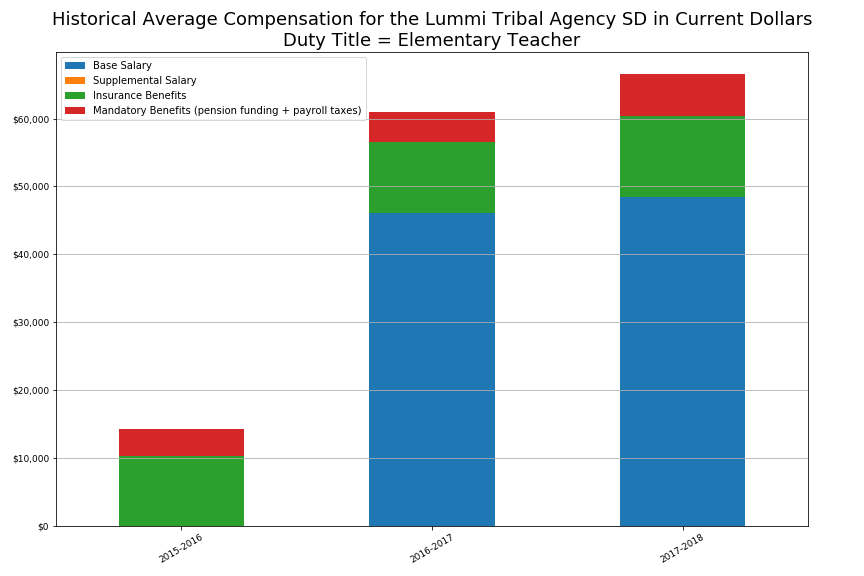 Historical Average Compensation for the Lummi Tribal Agency SD in Current Dollars
Duty Title = Elementary Teacher
Base Salary
Supplemental Salary
Insurance Benefits
Mandatory Benefits (pension funding + payroll taxes)
$60,000
$50,000
$40,000
$30,000
$20,000
$10,000
$0
2015-2016
2016-2017
2017-2018